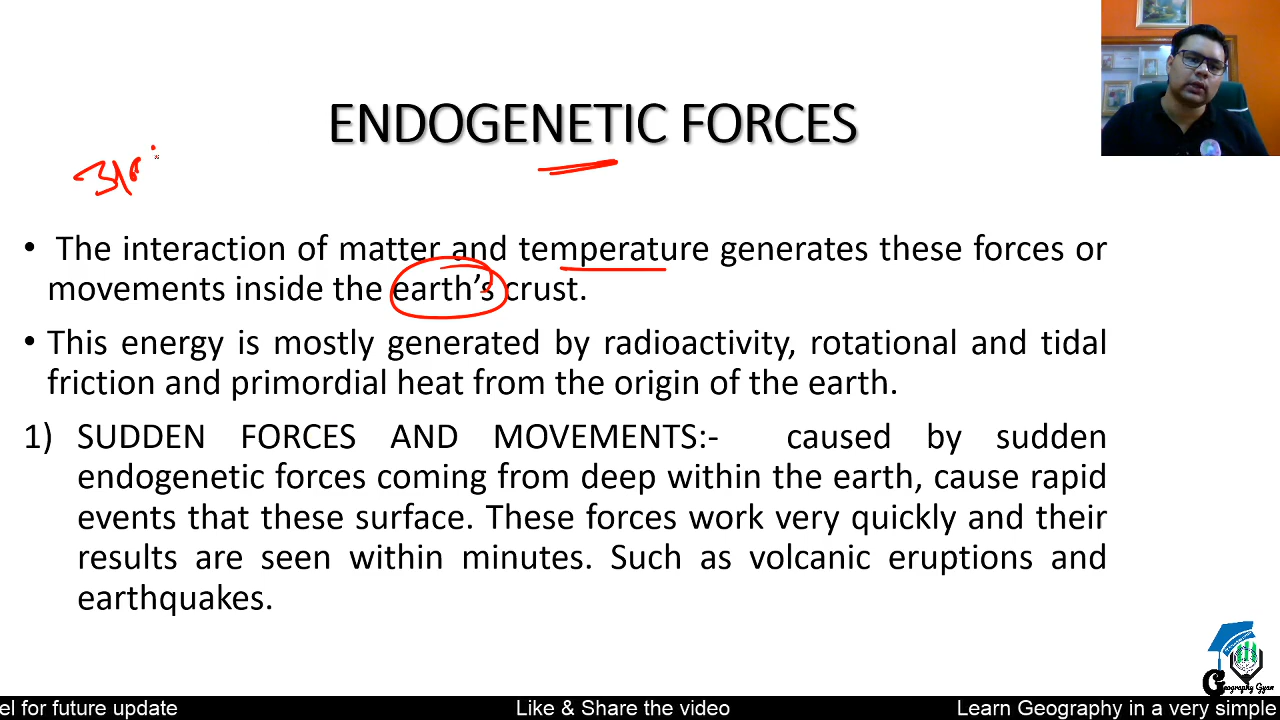 ENDOGENETIC FORCES
• The interaction of matter and temperature generates these forces or
movements inside the earth's crust.
• This energy is mostly generated by radioactivity, rotational and tidal
friction and primordial heat from the origin of the earth.
1) SUDDEN FORCES AND MOVEMENTS:- caused by sudden
endogenetic forces coming from deep within the earth, cause rapid
events that these surface. These forces work very quickly and their
results are seen within minutes. Such as volcanic eruptions and
earthquakes.
Geography Gyan
el for future update
Like & Share the video
Learn Geography in a very simple